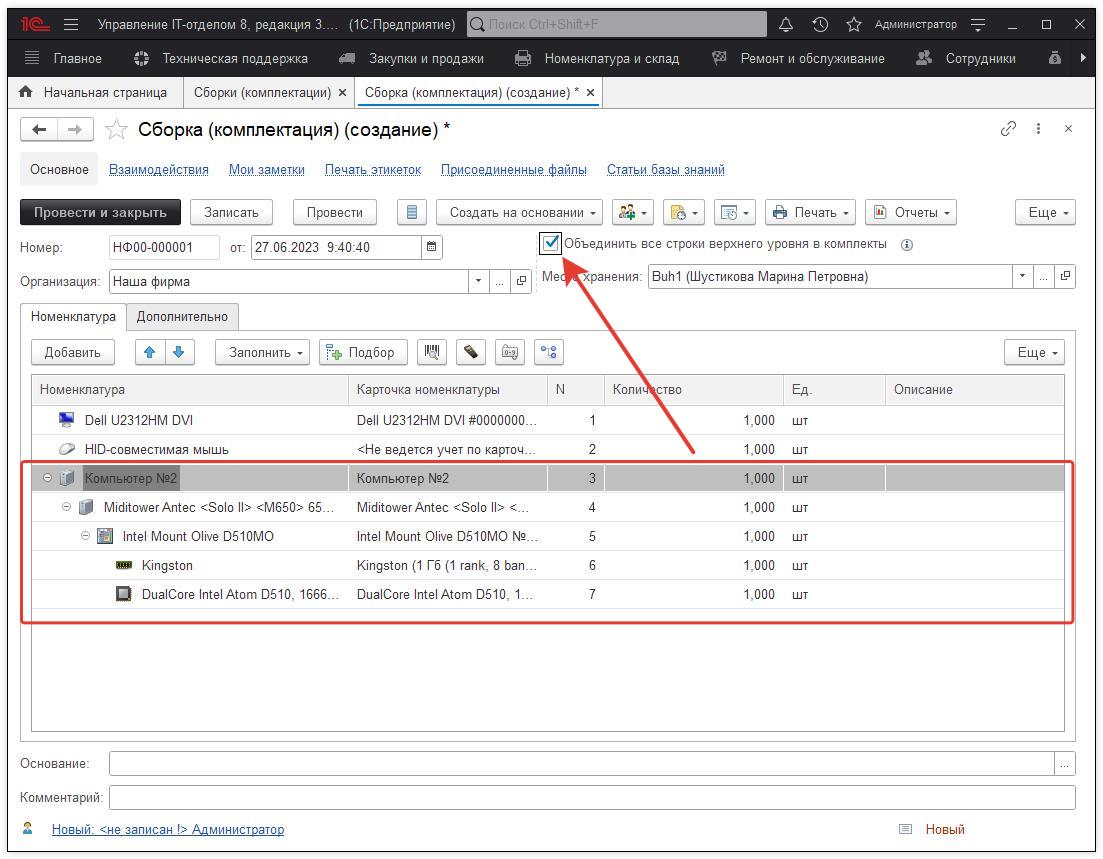 1С Управление IT-отделом 8, редакция 3.... (1С:Предприятие) Поиск Ctrl+Shift+F Администратор
Главное Техническая поддержка Закупки и продажи Номенклатура и склад Ремонт и обслуживание Сотрудники
Начальная страница Сборки (комплектации) × Сборка (комплектация) (создание) * ×
Сборка (комплектация) (создание) *
Основное Взаимодействия Мои заметки Печать этикеток Присоединенные файлы Статьи базы знаний
Провести и закрыть Записать Провести Создать на основании Печать Отчеты Еще
Номер: НФ00-000001 от: 27.06.2023 9:40:40 Объединить все строки верхнего уровня в комплекты
Организация: Наша фирма ... хранения: Buh1 (Шустикова Марина Петровна) ...
Номенклатура Дополнительно
Добавить Заполнить Подбор Еще
Номенклатура Карточка номенклатуры N Количество Ед. Описание
Dell U2312HM DVI Dell U2312HM DVI #0000000... 1 1,000 шт
HID-совместимая мышь <Не ведется учет по карточ... 2 1,000 шт
Компьютер №2 Компьютер №2 3 1,000 шт
Miditower Antec <Solo II> <M650> 65... Miditower Antec <Solo II> <... 4 1,000 шт
Intel Mount Olive D510MO Intel Mount Olive D510MO №... 5 1,000 шт
Kingston Kingston (1 Гб (1 rank, 8 ban... 6 1,000 шт
DualCore Intel Atom D510, 1666... DualCore Intel Atom D510, 1... 7 1,000 шт
Основание: ...
Комментарий:
Новый: <не записан !> Администратор Новый